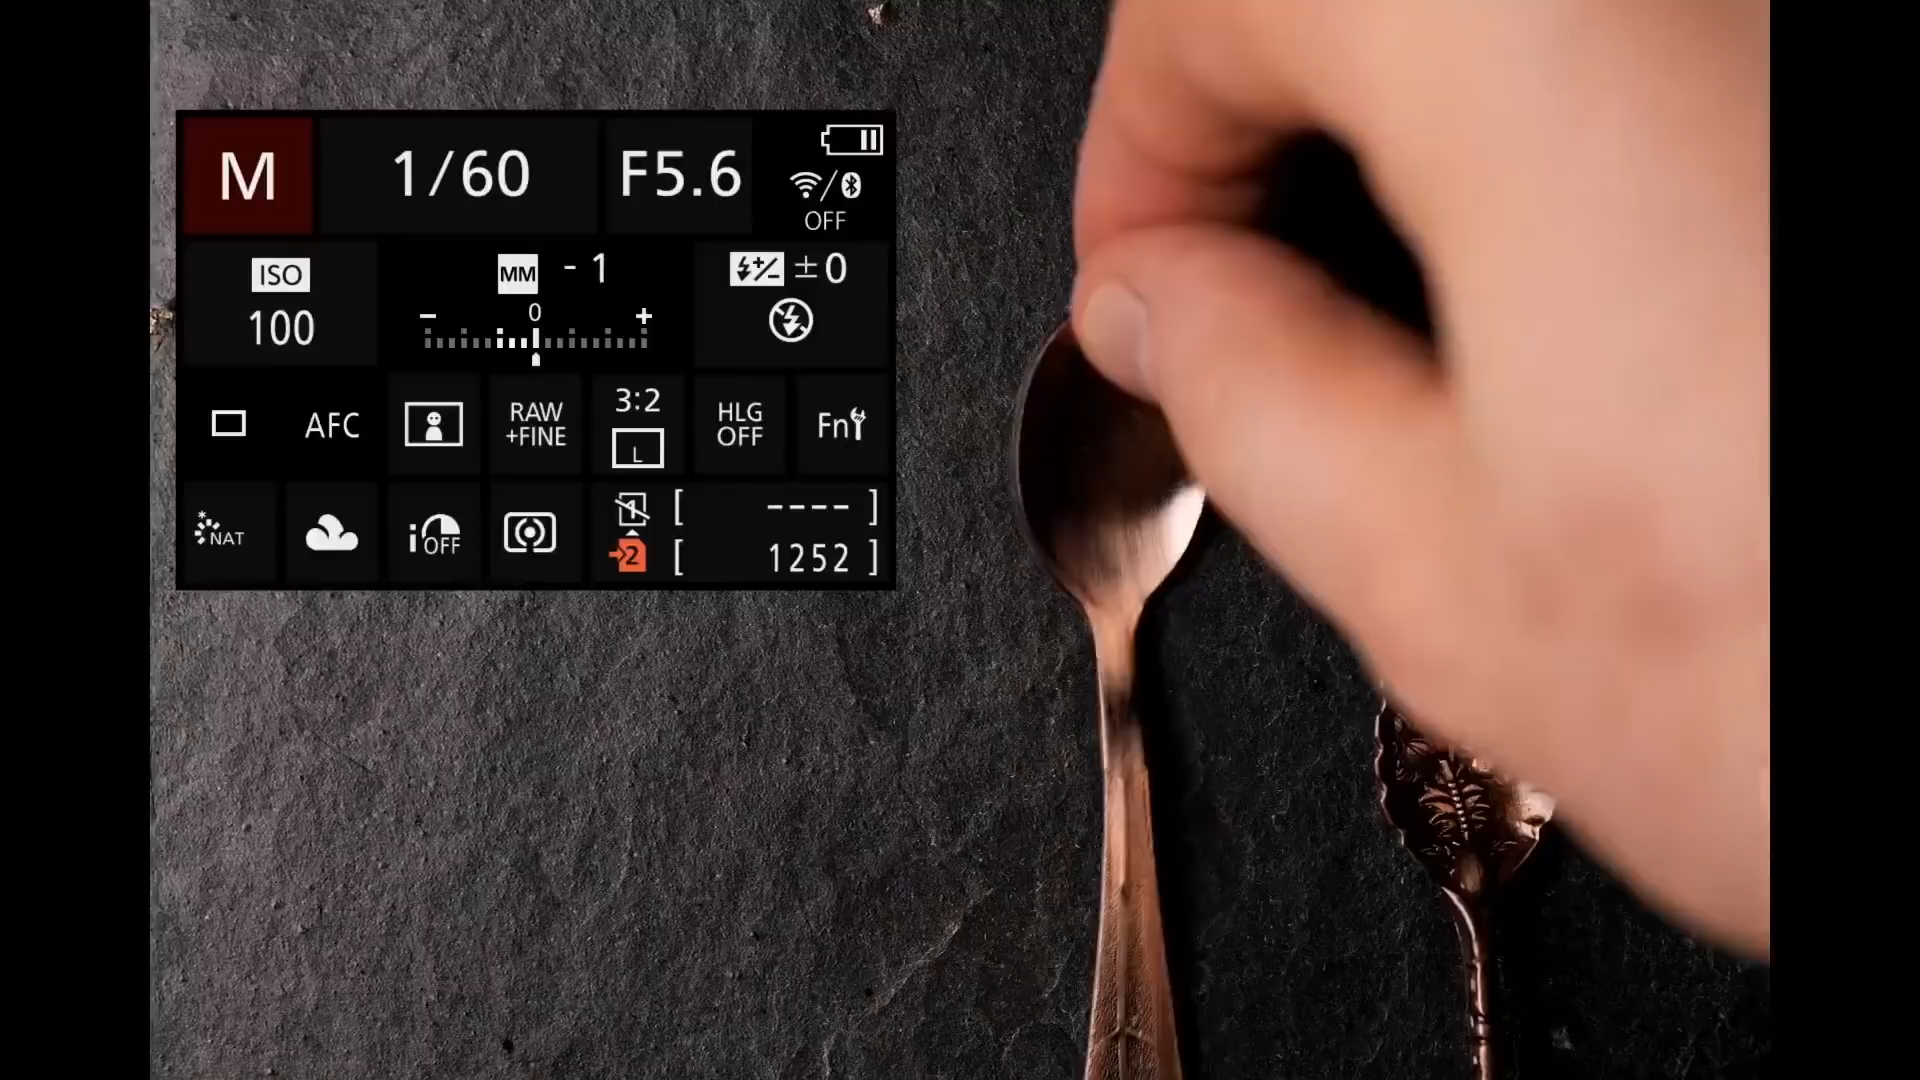 M 1/60 F5.6
OFF
ISO MM - 1 ±0
100 - 0 +
AFC RAW
+FINE 3:2
L HLG
OFF Fn
NAT i OFF 1 [ ---- ]
2 [ 1252 ]